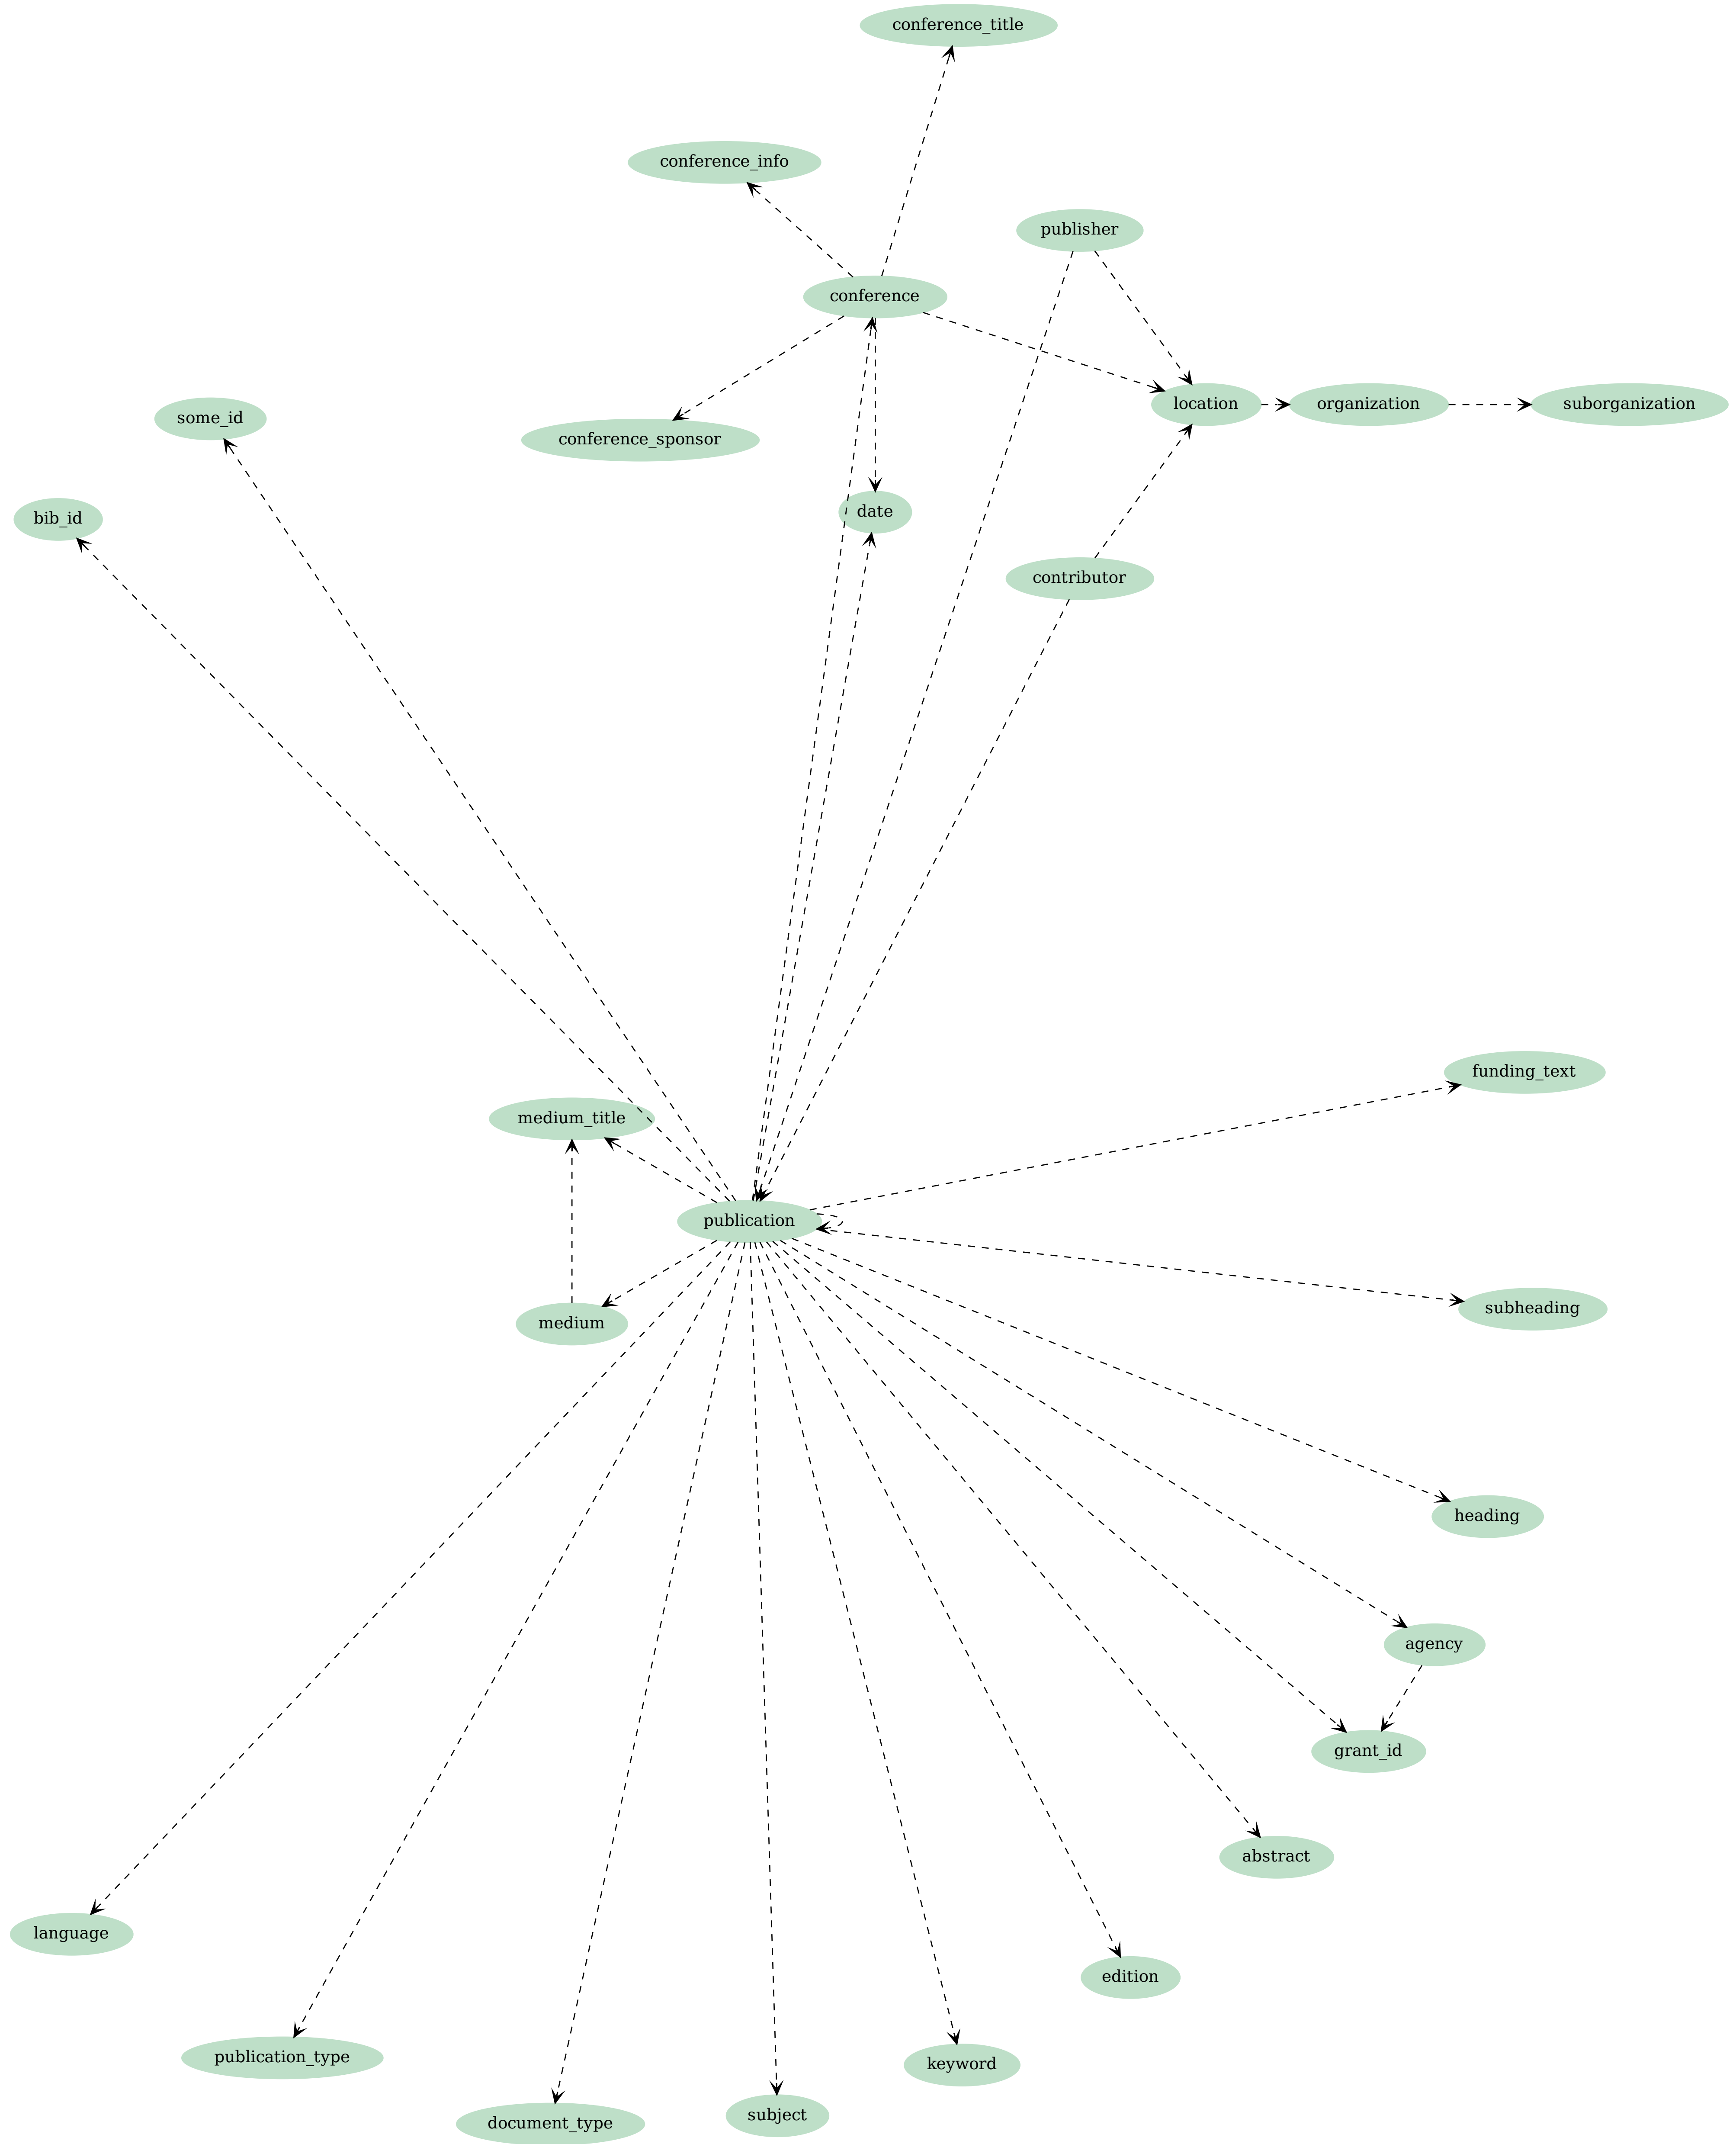 conference_title
conference_info
publisher
conference
location
organization
suborganization
some_id
conference_sponsor
date
bib_id
contributor
funding_text
medium_title
publication
subheading
medium
heading
agency
grant_id
abstract
language
edition
publication_type
keyword
subject
document_type